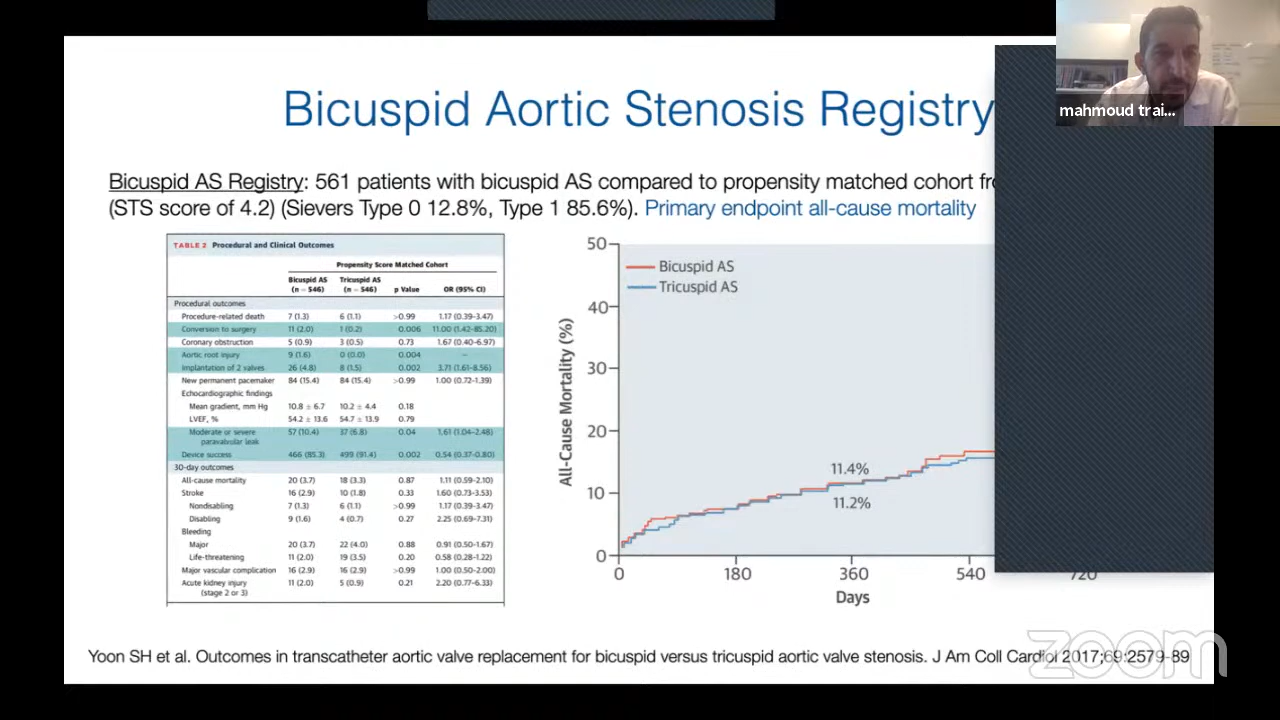 mahmoud trai...
Bicuspid Aortic Stenosis Registry
Bicuspid AS Registry: 561 patients with bicuspid AS compared to propensity matched cohort
(STS score of 4.2) (Sievers Type 0 12.8%, Type 1 85.6%). Primary endpoint all-cause mortality
TABLE 2 Procedural and Clinical Outcomes
Propensity Score Matched Cohort
Bicuspid AS (n = 546) Tricuspid AS (n = 546) p Value OR (95% CI)
Procedural outcomes
Procedure-related death 7 (1.3) 6 (1.1) >0.99 1.17 (0.39-3.47)
Conversion to surgery 11 (2.0) 1 (0.2) 0.006 11.00 (1.42-85.20)
Coronary obstruction 5 (0.9) 3 (0.5) 0.73 1.67 (0.40-6.97)
Aortic root injury 9 (1.6) 0 (0.0) 0.004 –
Implantation of 2 valves 26 (4.8) 8 (1.5) 0.002 3.71 (1.61-8.56)
New permanent pacemaker 84 (15.4) 84 (15.4) >0.99 1.00 (0.72-1.39)
Echocardiographic findings
Mean gradient, mm Hg 10.8 ± 6.7 10.2 ± 4.4 0.18
LVEF, % 54.2 ± 13.6 54.7 ± 13.9 0.79
Moderate or severe 57 (10.4) 37 (6.8) 0.04 1.61 (1.04-2.48)
paravalvular leak
Device success 466 (85.3) 499 (91.4) 0.002 0.54 (0.37-0.80)
30-day outcomes
All-cause mortality 20 (3.7) 18 (3.3) 0.87 1.11 (0.59-2.10)
Stroke 16 (2.9) 10 (1.8) 0.33 1.60 (0.73-3.53)
Nondisabling 7 (1.3) 6 (1.1) >0.99 1.17 (0.39-3.47)
Disabling 9 (1.6) 4 (0.7) 0.27 2.25 (0.69-7.31)
Bleeding
Major 20 (3.7) 22 (4.0) 0.88 0.91 (0.50-1.67)
Life-threatening 11 (2.0) 19 (3.5) 0.20 0.58 (0.28-1.22)
Major vascular complication 16 (2.9) 16 (2.9) >0.99 1.00 (0.50-2.00)
Acute kidney injury 11 (2.0) 5 (0.9) 0.21 2.20 (0.77-6.33)
(stage 2 or 3)
All-Cause Mortality (%)
50
40
30
20
10
0
Bicuspid AS
Tricuspid AS
11.4%
11.2%
0 180 360 540 720
Days
Yoon SH et al. Outcomes in transcatheter aortic valve replacement for bicuspid versus tricuspid aortic valve stenosis. J Am Coll Cardiol 2017;69:2579-89
zoom